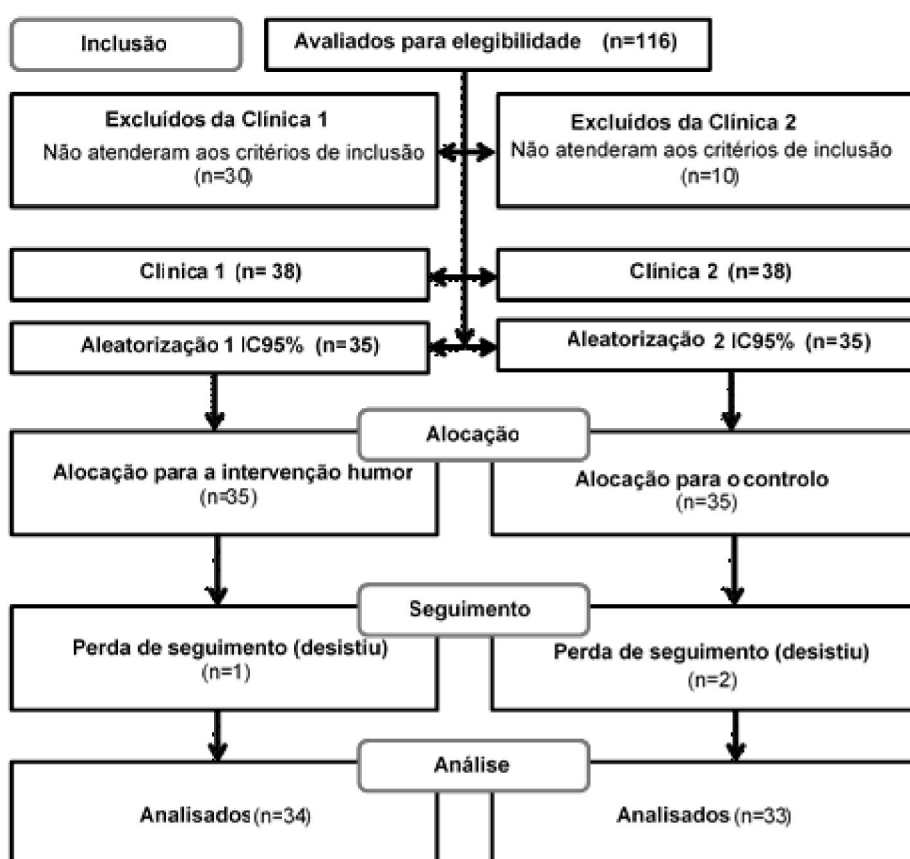 Inclusão
Avaliados para elegibilidade (n=116)
Excluídos da Clínica 1
Não atenderam aos critérios de inclusão
(n=30)
Excluídos da Clínica 2
Não atenderam aos critérios de inclusão
(n=10)
Clinica 1 (n= 38)
Clínica 2 (n=38)
Aleatorização 1 IC95% (n=35)
Aleatorização 2 IC95% (n=35)
Alocação
Alocação para a intervenção humor
(n=35)
Alocação para o controlo
(n=35)
Seguimento
Perda de seguimento (desistiu)
(n=1)
Perda de seguimento (desistiu)
(n=2)
Análise
Analisados (n=34)
Analisados (n=33)